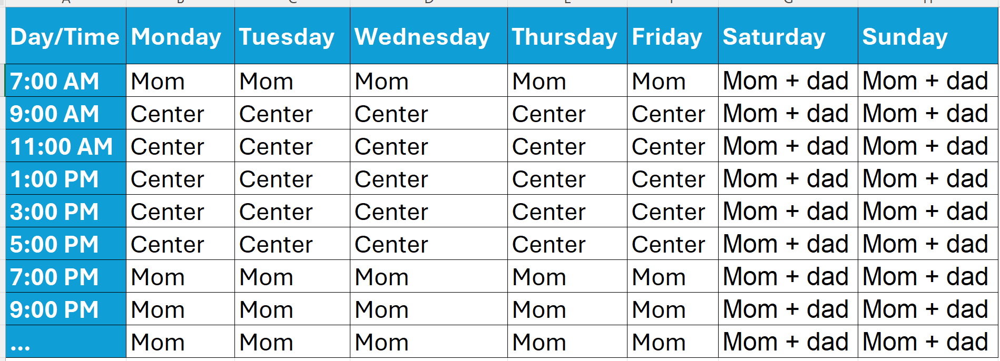 Day/Time Monday Tuesday Wednesday Thursday Friday Saturday Sunday
7:00 AM Mom Mom Mom Mom Mom Mom + dad Mom + dad
9:00 AM Center Center Center Center Center Mom + dad Mom + dad
11:00 AM Center Center Center Center Center Mom + dad Mom + dad
1:00 PM Center Center Center Center Center Mom + dad Mom + dad
3:00 PM Center Center Center Center Center Mom + dad Mom + dad
5:00 PM Center Center Center Center Center Mom + dad Mom + dad
7:00 PM Mom Mom Mom Mom Mom Mom + dad Mom + dad
9:00 PM Mom Mom Mom Mom Mom Mom + dad Mom + dad
... Mom Mom Mom Mom Mom Mom + dad Mom + dad